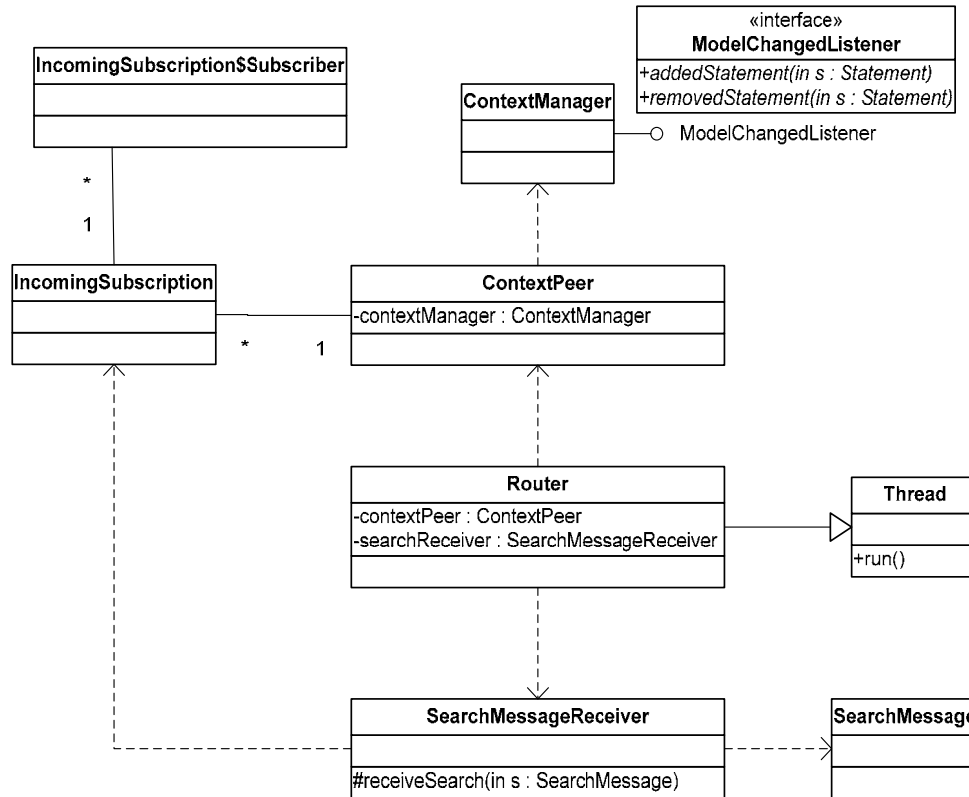 «interface»
ModelChangedListener
+addedStatement(in s : Statement)
+removedStatement(in s : Statement)
IncomingSubscription$Subscriber
ContextManager
ModelChangedListener
*
1
IncomingSubscription
ContextPeer
-contextManager : ContextManager
*
1
Router
-contextPeer : ContextPeer
-searchReceiver : SearchMessageReceiver
Thread
+run()
SearchMessageReceiver
#receiveSearch(in s : SearchMessage)
SearchMessage